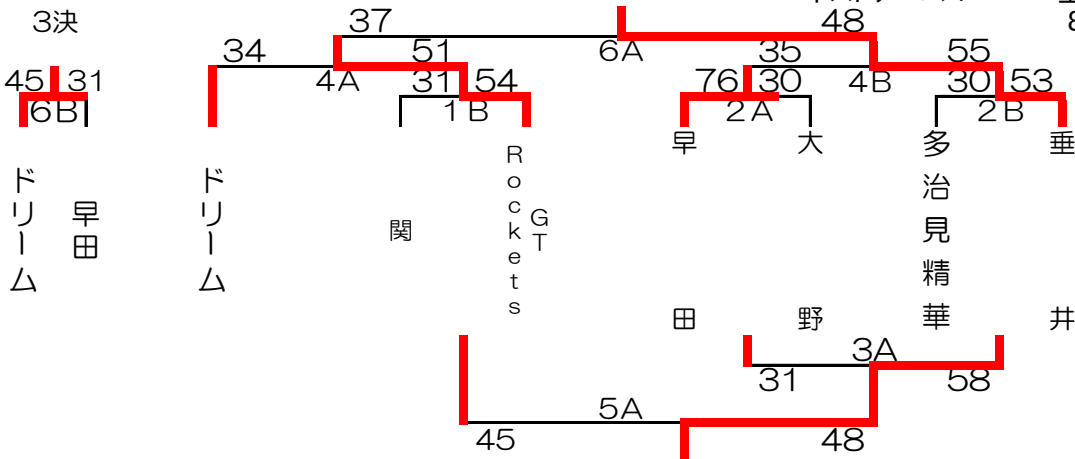 3決
37
48
34
51
6A
35
55
45
31
4A
31
54
76
30
4B
30
53
6B
1B
2A
2B
ドリーム
早田
ドリーム
関
GT
Rockets
早田
大野
多治見精華
垂井
3A
31
58
5A
45
48